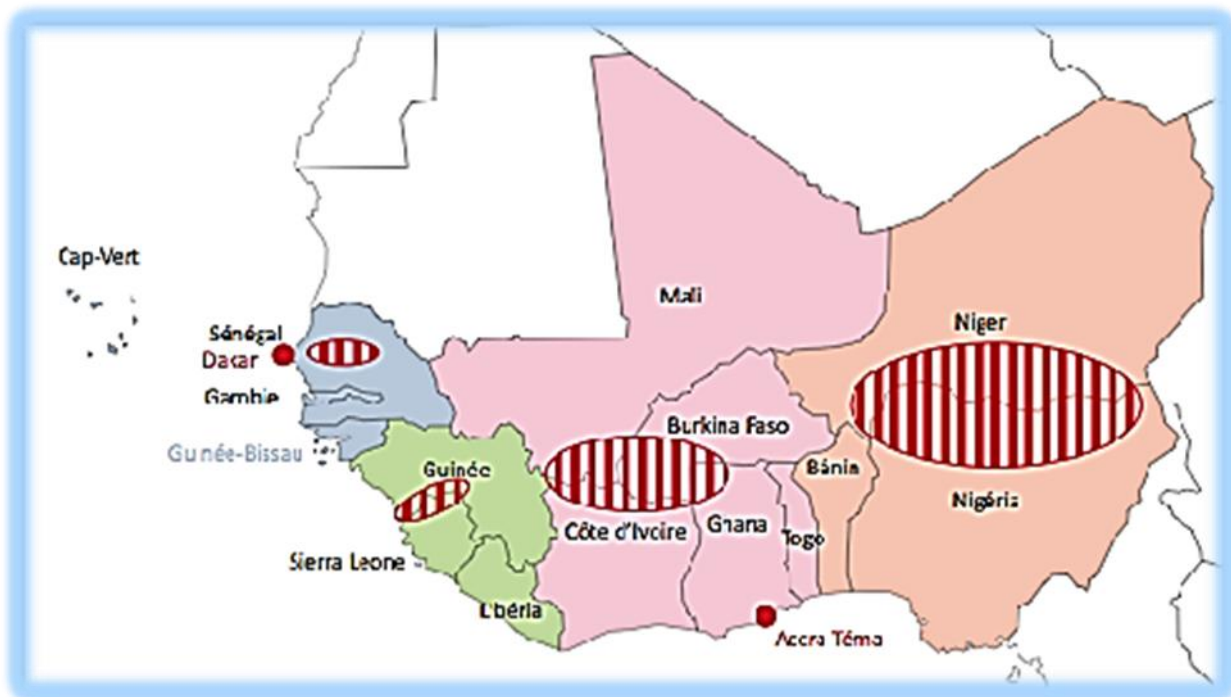 Cap-Vert
Mali
Niger
Sénégal
Dakar
Gambie
Guinée-Bissau
Burkina Faso
Guinée
Bénin
Nigéria
Côte d'Ivoire
Ghana
Togo
Sierra Leone
Libéria
Accra Téma